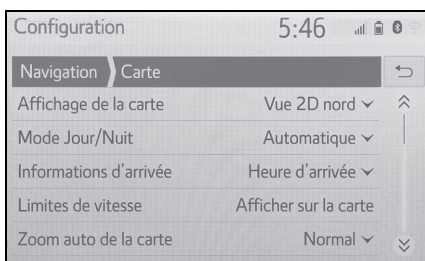 Configuration 5:46
Navigation Carte
Affichage de la carte Vue 2D nord
Mode Jour/Nuit Automatique
Informations d'arrivée Heure d'arrivée
Limites de vitesse Afficher sur la carte
Zoom auto de la carte Normal